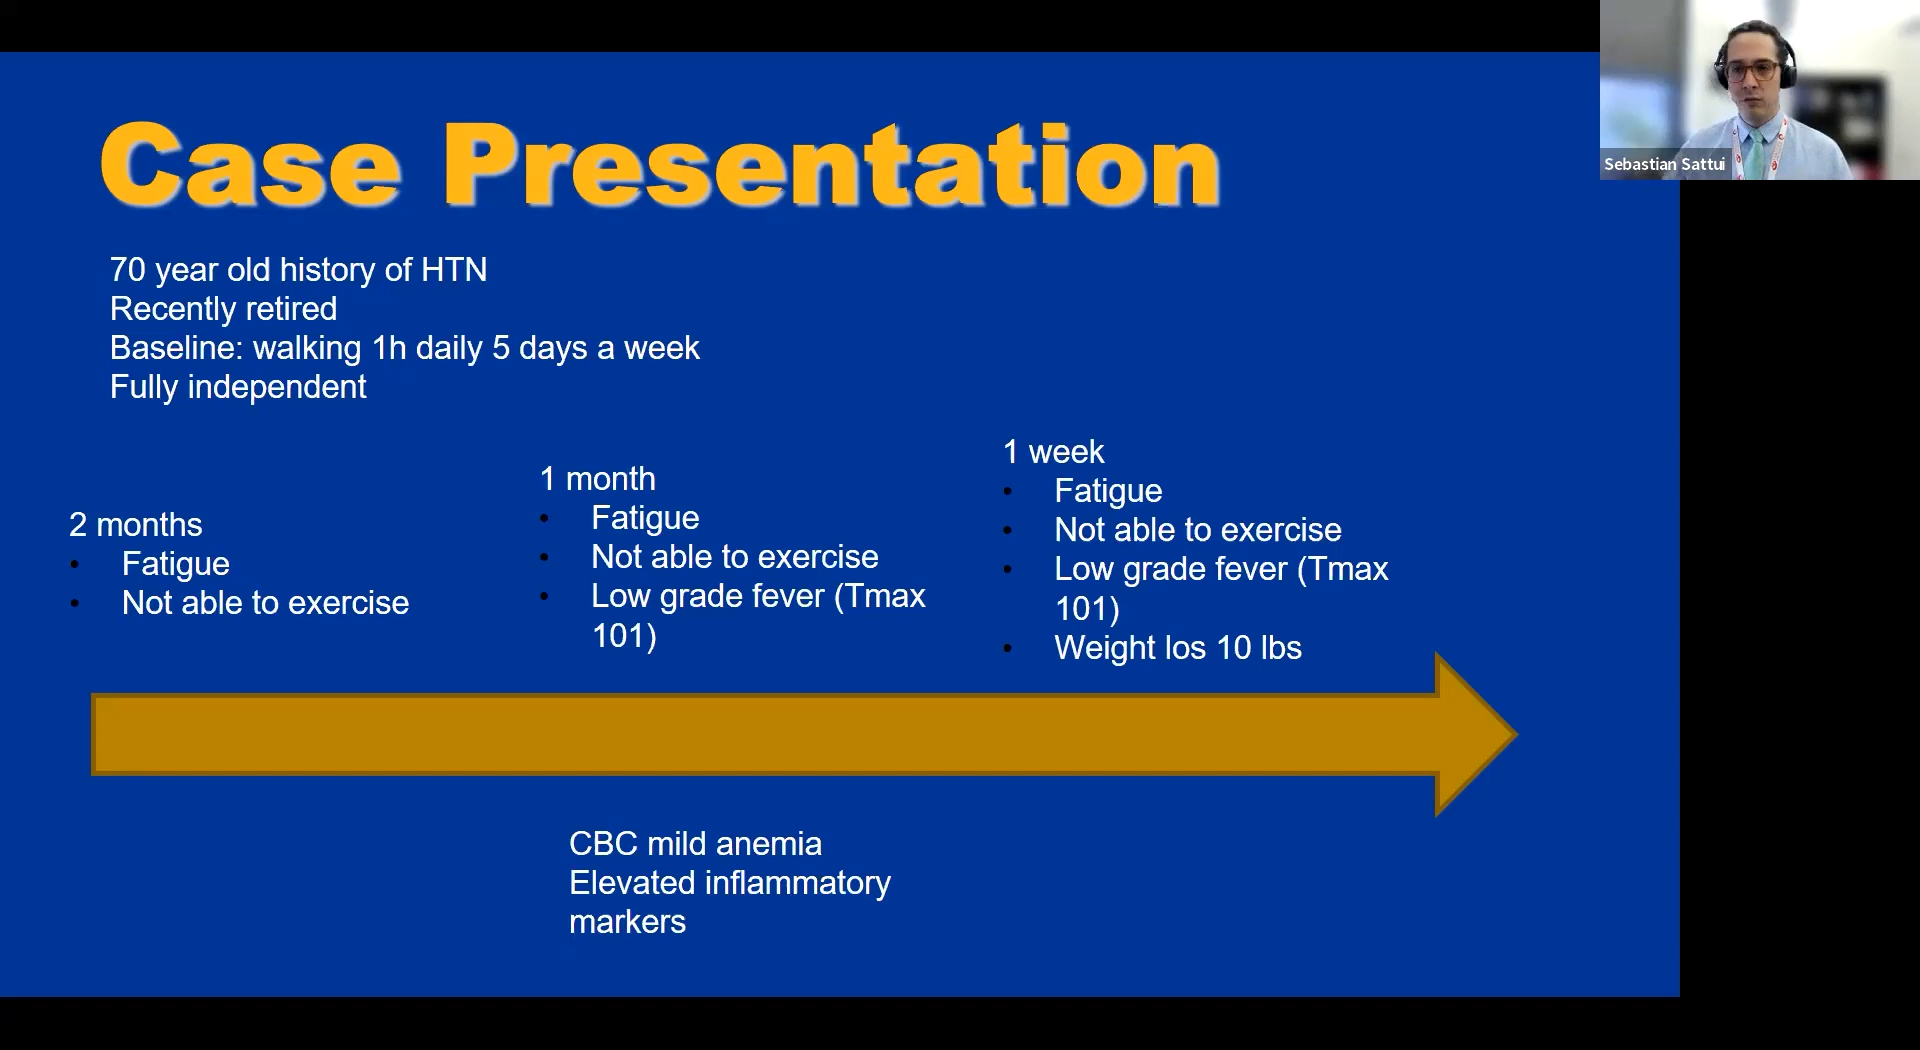 Case Presentation
Sebastian Sattui
70 year old history of HTN
Recently retired
Baseline: walking 1h daily 5 days a week
Fully independent
2 months
• Fatigue
• Not able to exercise
1 month
• Fatigue
• Not able to exercise
• Low grade fever (Tmax
101)
1 week
• Fatigue
• Not able to exercise
• Low grade fever (Tmax
101)
• Weight los 10 lbs
CBC mild anemia
Elevated inflammatory
markers